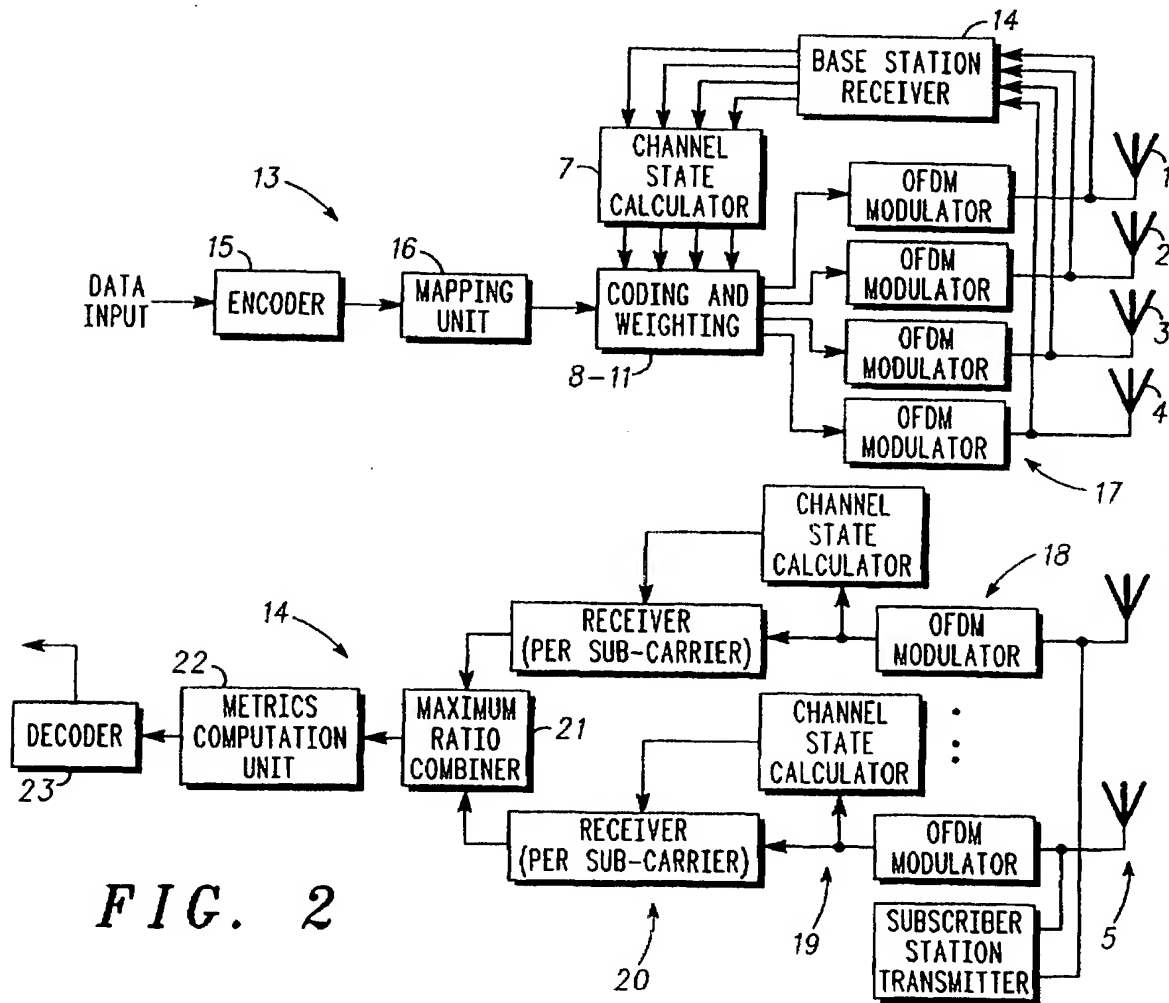 14
BASE STATION
RECEIVER
7
CHANNEL
STATE
CALCULATOR
13
OFDM
MODULATOR
1
DATA
INPUT
15
ENCODER
16
MAPPING
UNIT
CODING AND
WEIGHTING
8-11
OFDM
MODULATOR
2
OFDM
MODULATOR
3
OFDM
MODULATOR
4
17
CHANNEL
STATE
CALCULATOR
18
14
RECEIVER
(PER SUB-CARRIER)
OFDM
MODULATOR
DECODER
23
22
METRICS
COMPUTATION
UNIT
MAXIMUM
RATIO
COMBINER
21
CHANNEL
STATE
CALCULATOR
RECEIVER
(PER SUB-CARRIER)
OFDM
MODULATOR
20
19
SUBSCRIBER
STATION
TRANSMITTER
5
FIG. 2